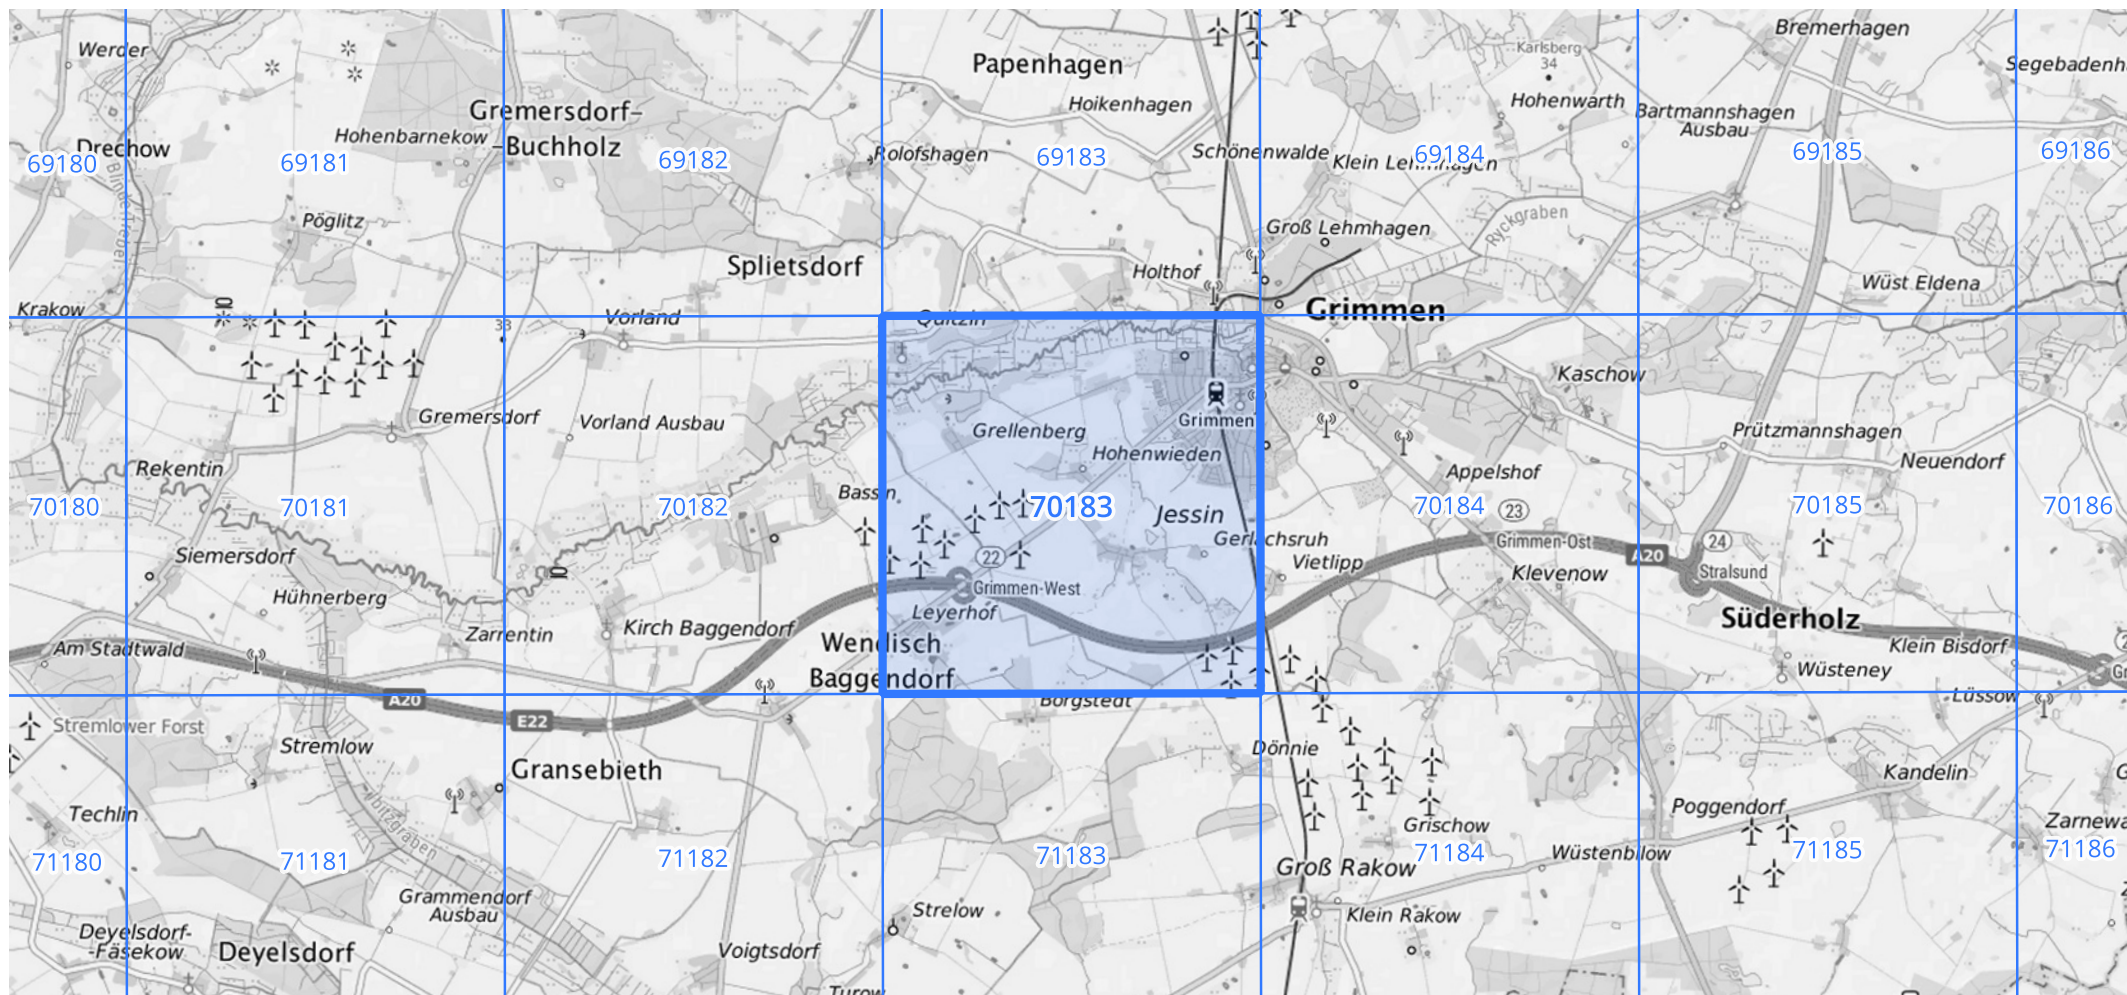 Werder
Gremersdorf-
-Buchholz
Hohenbarnekow
Drechow
69180
69181
69182
Pöglitz
Splietsdorf
Krakow
Papenhagen
Hoikenhagen
Rolofshagen
69183
Schönenwalde
Holthof
Quitzin
Karlsberg
34
Hohenwarth
Klein Lehmhagen
69184
Groß Lehmhagen
Ryckgraben
Grimmen
Bremerhagen
Segebadenh
Bartmannshagen
Ausbau
69185
69186
Wüst Eldena
33
Vorland
Gremersdorf
Vorland Ausbau
Rekentin
70180
70181
70182
Bassin
Siemersdorf
Hühnerberg
Zarrentin
Kirch Baggendorf
Am Stadtwald
Wendisch
Baggendorf
Grimmen
Grellenberg
Hohenwieden
70183
Jessin
Gerlachsruh
22
Grimmen-West
Leyerhof
Kaschow
Appelshof
70184
23
Grimmen-Ost
Vietlipp
Klevenow
A20
Prützmannshagen
Neuendorf
70185
70186
24
Stralsund
Süderholz
Klein Bisdorf
Wüsteney
Lüssow
Gr
A20
E22
Stremlower Forst
Stremlow
Gransebieth
Techlin
71180
71181
71182
Grammendorf
Ausbau
Deyelsdorf-
-Fäsekow
Deyelsdorf
Voigtsdorf
Turow
Borgstedt
71183
Strelow
Dönnie
Grischow
71184
Groß Rakow
Klein Rakow
Wüstenbilow
Kandelin
Poggendorf
71185
Zarnewa
71186